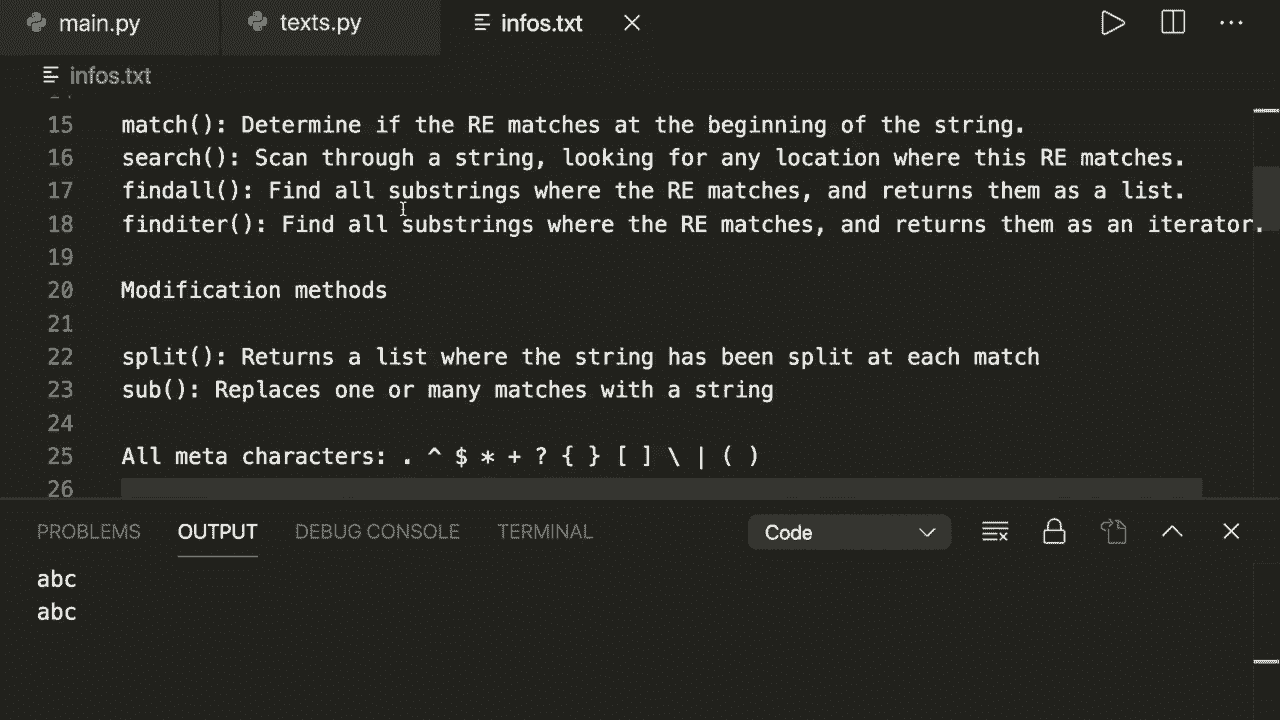 main.py texts.py infos.txt
infos.txt
15 match(): Determine if the RE matches at the beginning of the string.
16 search(): Scan through a string, looking for any location where this RE matches.
17 findall(): Find all substrings where the RE matches, and returns them as a list.
18 finditer(): Find all substrings where the RE matches, and returns them as an iterator.
19
20 Modification methods
21
22 split(): Returns a list where the string has been split at each match
23 sub(): Replaces one or many matches with a string
24
25 All meta characters: . ^ $ * + ? { } [ ] \ | ( )
26
PROBLEMS OUTPUT DEBUG CONSOLE TERMINAL Code
abc
abc